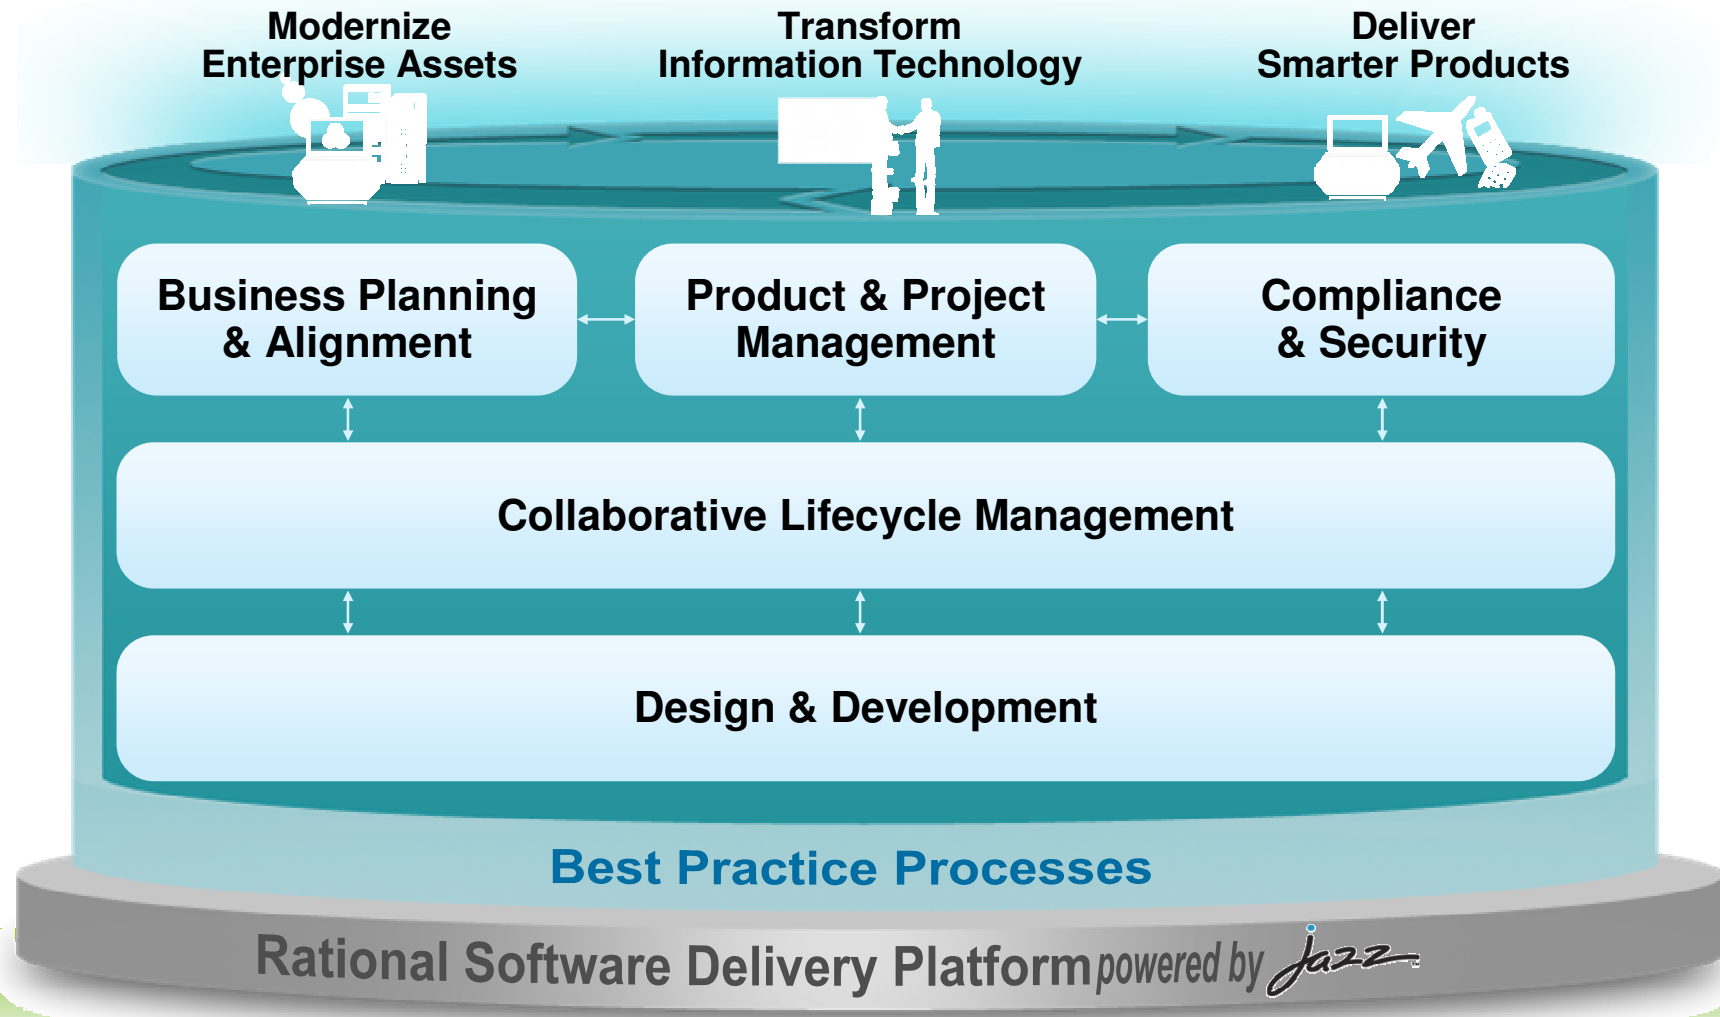 Modernize
Enterprise Assets
Transform
Information Technology
Deliver
Smarter Products
Business Planning
& Alignment
Product & Project
Management
Compliance
& Security
Collaborative Lifecycle Management
Design & Development
Best Practice Processes
Rational Software Delivery Platform powered by Jazz™